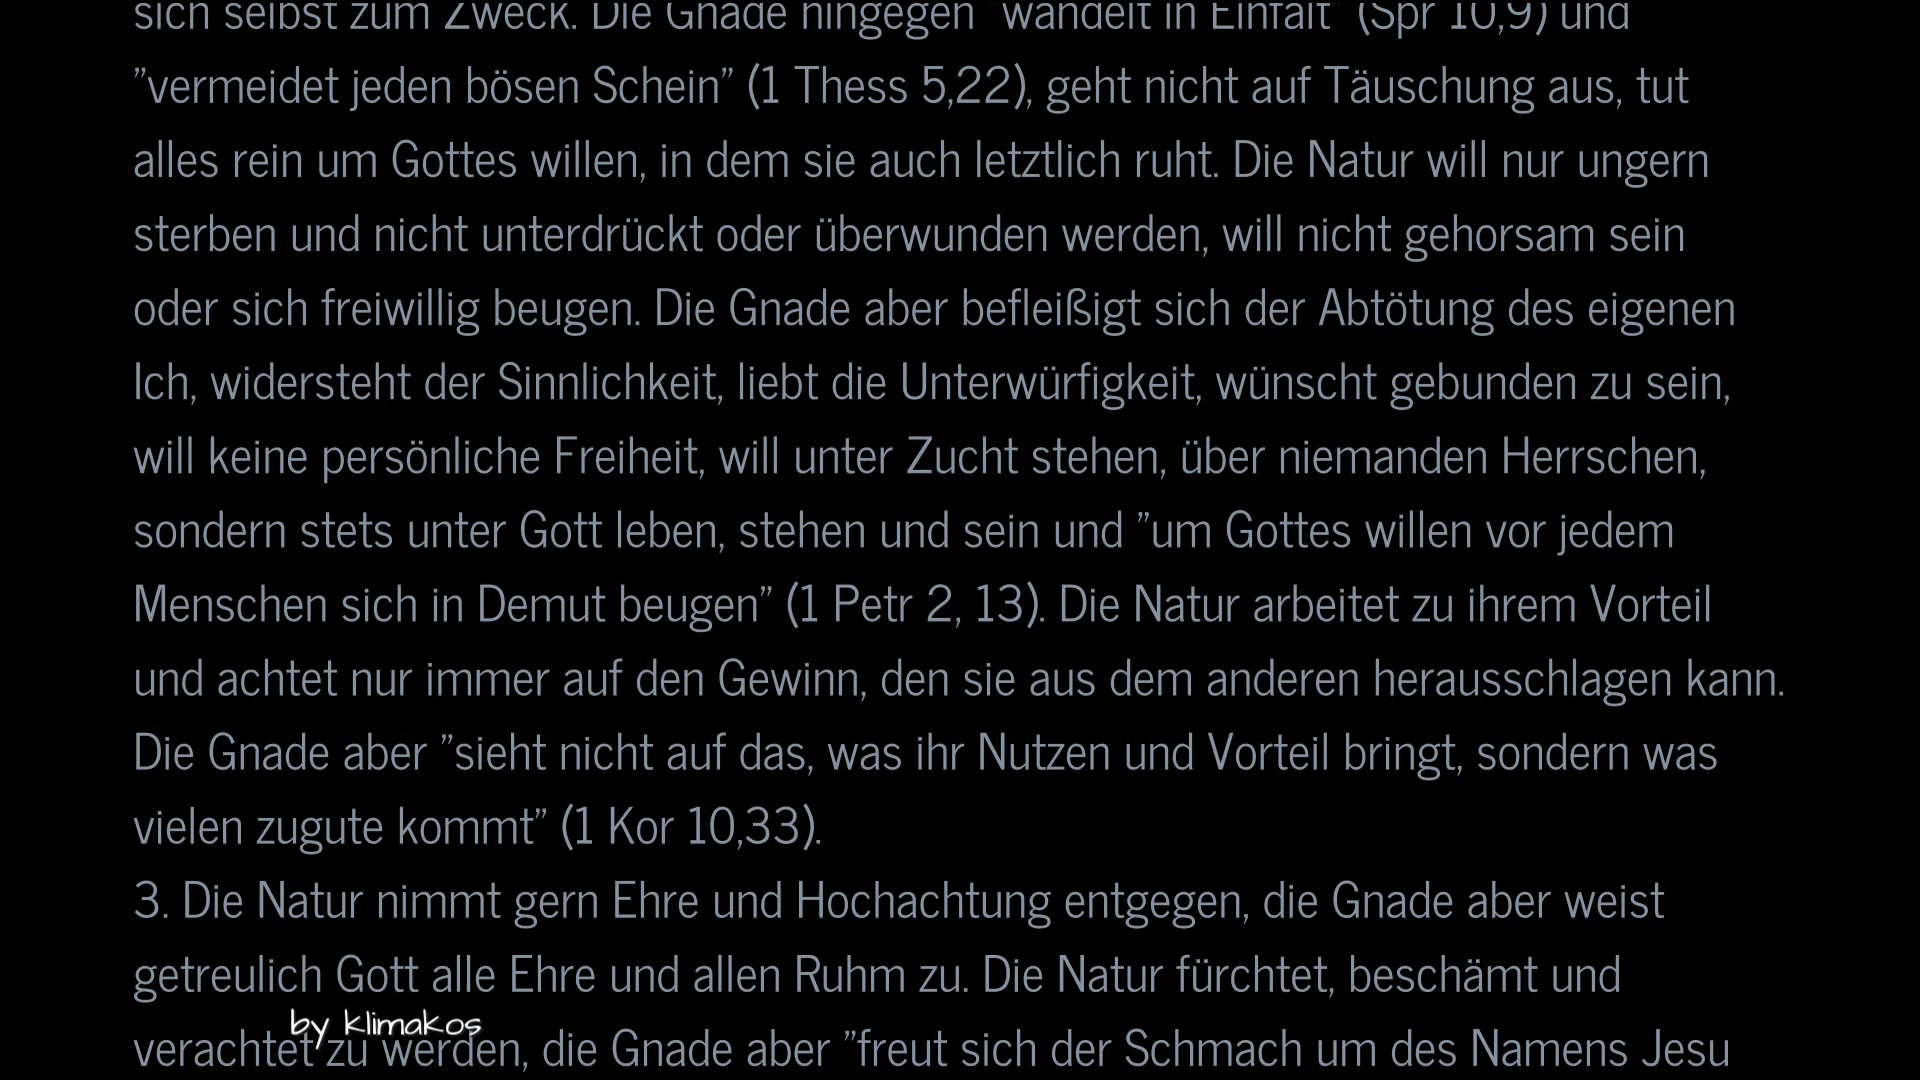 sich selbst zum Zweck. Die Gnade hingegen "wandelt in Einfalt" (Spr 10,9) und
"vermeidet jeden bösen Schein" (1 Thess 5,22), geht nicht auf Täuschung aus, tut
alles rein um Gottes willen, in dem sie auch letztlich ruht. Die Natur will nur ungern
sterben und nicht unterdrückt oder überwunden werden, will nicht gehorsam sein
oder sich freiwillig beugen. Die Gnade aber befleißigt sich der Abtötung des eigenen
Ich, widersteht der Sinnlichkeit, liebt die Unterwürfigkeit, wünscht gebunden zu sein,
will keine persönliche Freiheit, will unter Zucht stehen, über niemanden Herrschen,
sondern stets unter Gott leben, stehen und sein und "um Gottes willen vor jedem
Menschen sich in Demut beugen" (1 Petr 2, 13). Die Natur arbeitet zu ihrem Vorteil
und achtet nur immer auf den Gewinn, den sie aus dem anderen herausschlagen kann.
Die Gnade aber "sieht nicht auf das, was ihr Nutzen und Vorteil bringt, sondern was
vielen zugute kommt" (1 Kor 10,33).
3. Die Natur nimmt gern Ehre und Hochachtung entgegen, die Gnade aber weist
getreulich Gott alle Ehre und allen Ruhm zu. Die Natur fürchtet, beschämt und
by klimakos
verachtet zu werden, die Gnade aber "freut sich der Schmach um des Namens Jesu